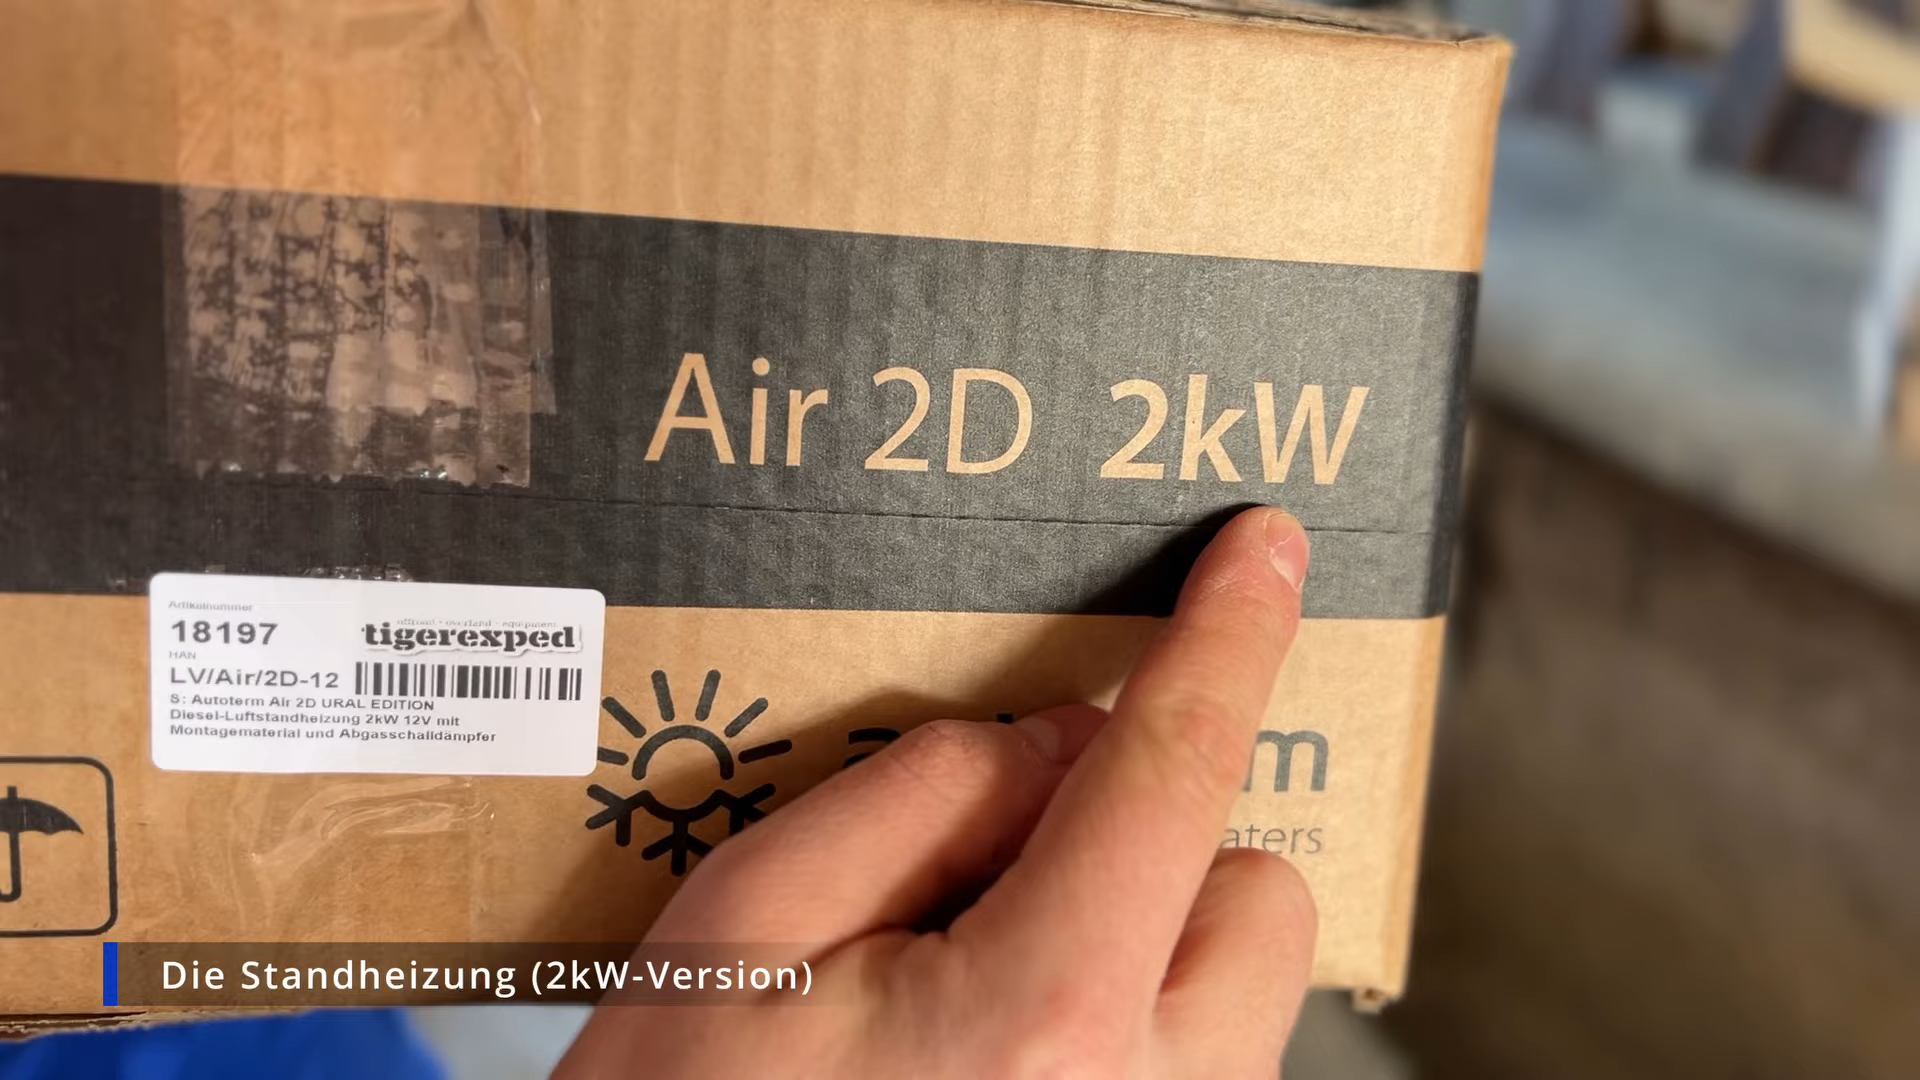 Air 2D 2kW
Artikelnummer
18197
offroad · overland · equipment
tigerexped
HAN
LV/Air/2D-12
S: Autoterm Air 2D URAL EDITION
Diesel-Luftstandheizung 2kW 12V mit
Montagematerial und Abgasschalldämpfer
Die Standheizung (2kW-Version)